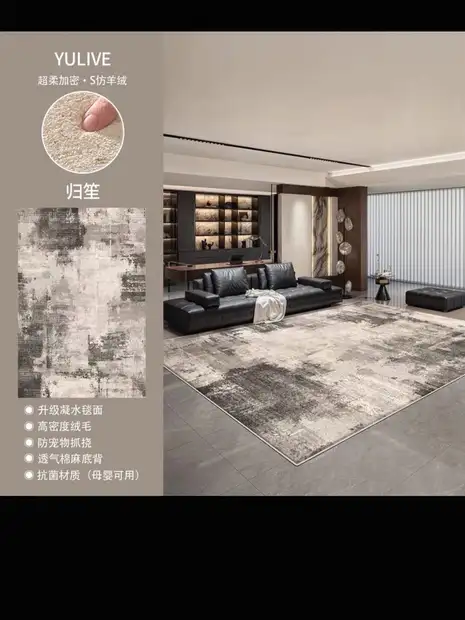 YULIVE
超柔加密·S仿羊绒
归笙
升级凝水毯面
高密度绒毛
防宠物抓挠
透气棉麻底背
抗菌材质（母婴可用）